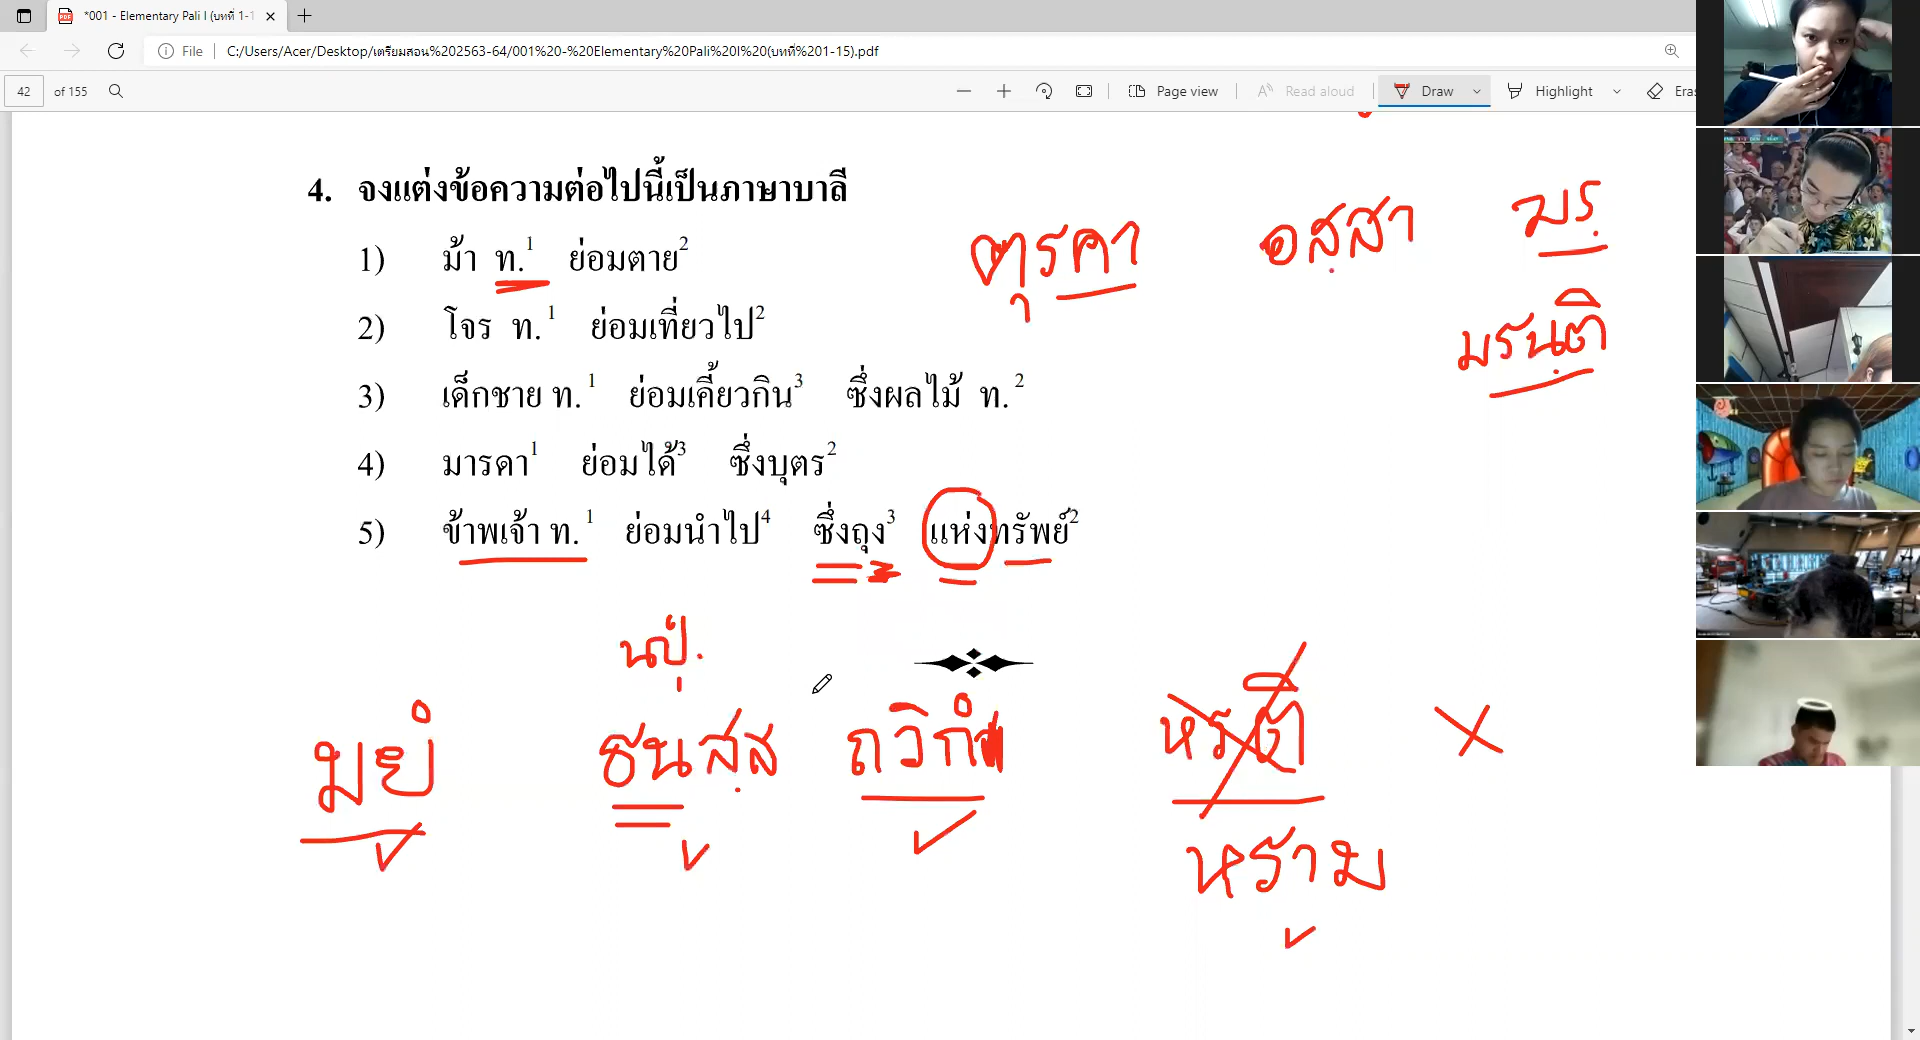 *001 - Elementary Pali I (บทที่ 1-1
File C:/Users/Acer/Desktop/เตรียมสอน%202563-64/001%20-%20Elementary%20Pali%20I%20(บทที่%201-15).pdf
42 of 155 Page view Read aloud Draw Highlight Eras
4. จงแต่งข้อความต่อไปนี้เป็นภาษาบาลี
1) ม้า ท.¹ ย่อมตาย²
ตุรคา อสฺสา มรฺ
2) โจร ท.¹ ย่อมเที่ยวไป²
มรนฺติ
3) เด็กชาย ท.¹ ย่อมเคี้ยวกิน³ ซึ่งผลไม้ ท.²
4) มารดา¹ ย่อมได้³ ซึ่งบุตร²
5) ข้าพเจ้า ท.¹ ย่อมนำไป⁴ ซึ่งถุง³ แห่งทรัพย์²
นปุํ.
มยํ ธนสฺส ถวิกํ หรติ
หราม